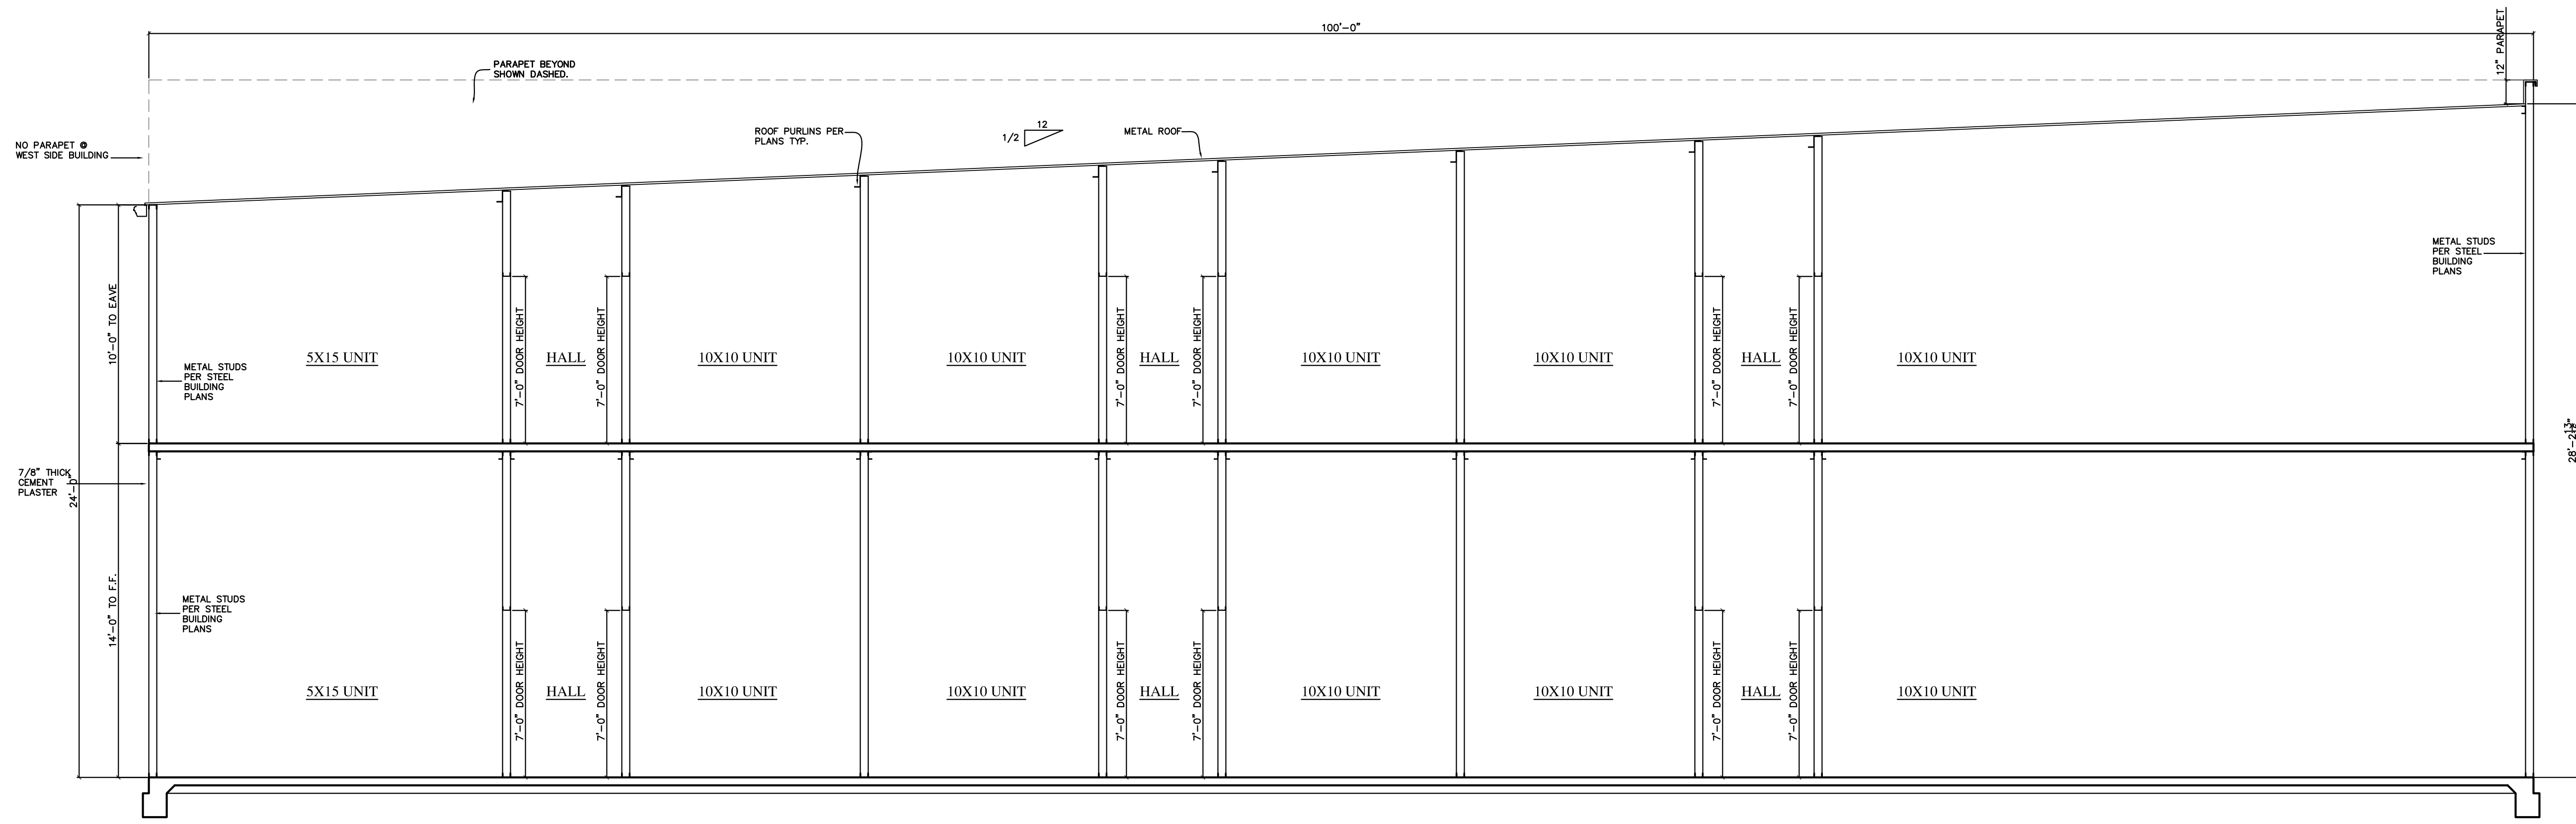 100'-0"
12" PARAPET
PARAPET BEYOND
SHOWN DASHED.
NO PARAPET @
WEST SIDE BUILDING
ROOF PURLINS PER
PLANS TYP.
12
1/2
METAL ROOF
METAL STUDS
PER STEEL
BUILDING
PLANS
10'-0" TO EAVE
METAL STUDS
PER STEEL
BUILDING
PLANS
5X15 UNIT
7'-0" DOOR HEIGHT
HALL
7'-0" DOOR HEIGHT
10X10 UNIT
10X10 UNIT
7'-0" DOOR HEIGHT
HALL
7'-0" DOOR HEIGHT
10X10 UNIT
10X10 UNIT
7'-0" DOOR HEIGHT
HALL
7'-0" DOOR HEIGHT
10X10 UNIT
7/8" THICK
CEMENT
PLASTER
24'-0"
14'-0" TO F.F.
METAL STUDS
PER STEEL
BUILDING
PLANS
5X15 UNIT
7'-0" DOOR HEIGHT
HALL
7'-0" DOOR HEIGHT
10X10 UNIT
10X10 UNIT
7'-0" DOOR HEIGHT
HALL
7'-0" DOOR HEIGHT
10X10 UNIT
10X10 UNIT
7'-0" DOOR HEIGHT
HALL
7'-0" DOOR HEIGHT
10X10 UNIT